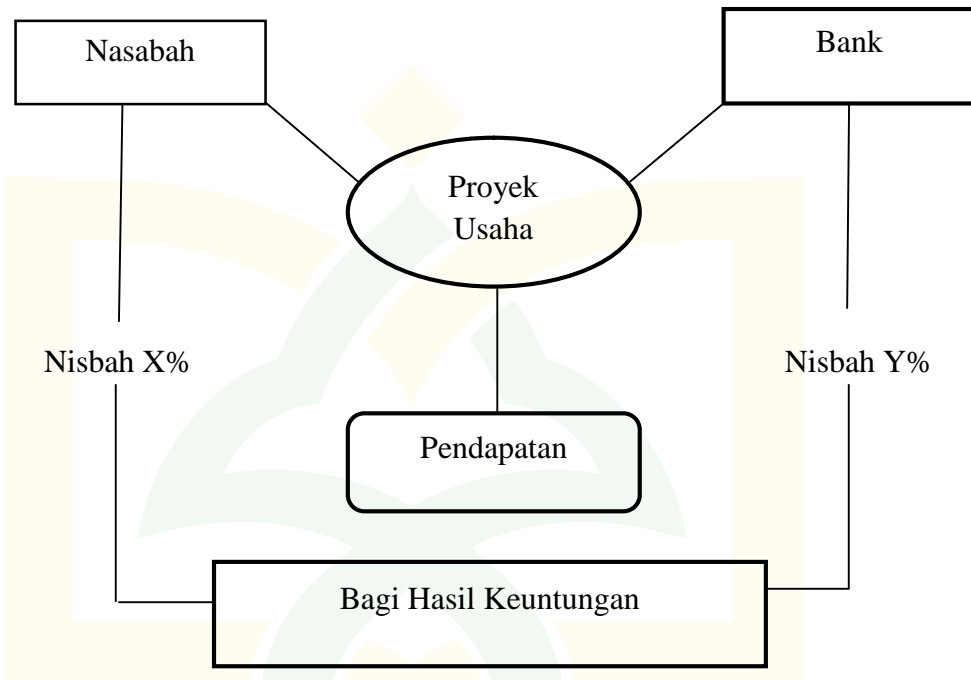 Nasabah
Bank
Proyek
Usaha
Nisbah X%
Nisbah Y%
Pendapatan
Bagi Hasil Keuntungan